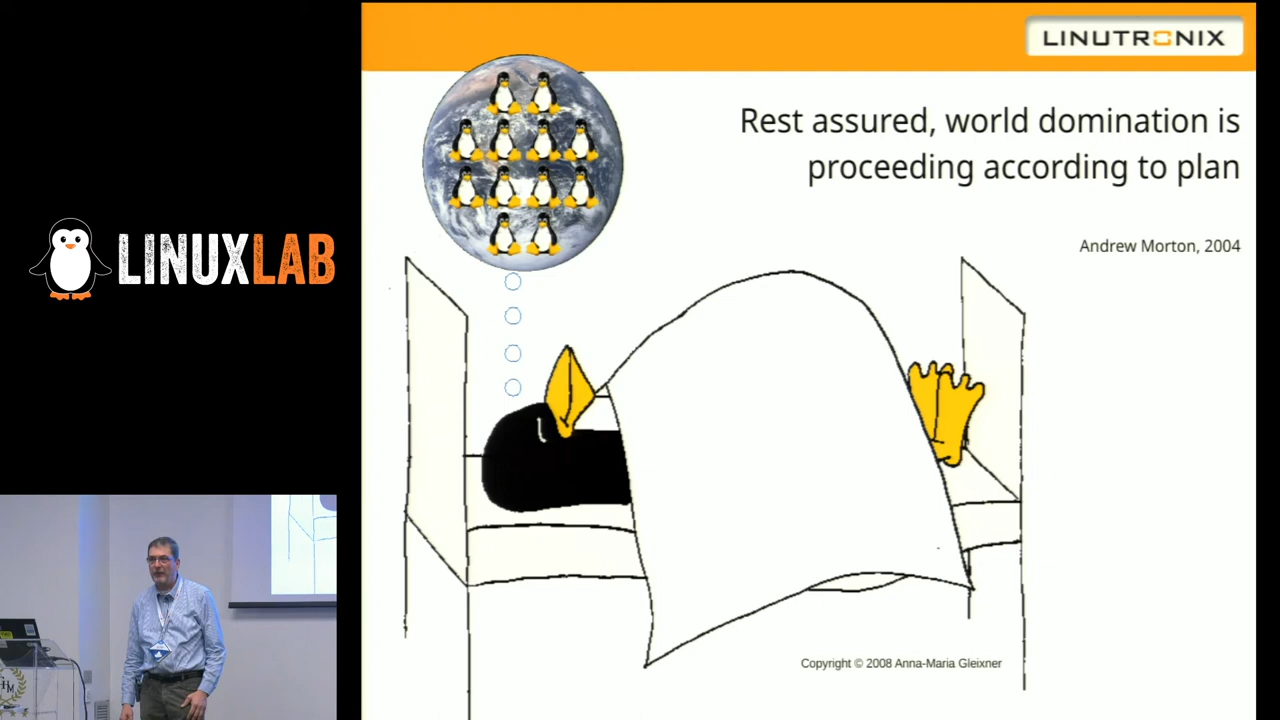 LINUTRONIX
Rest assured, world domination is
proceeding according to plan
Andrew Morton, 2004
LINUXLAB
Copyright © 2008 Anna-Maria Gleixner